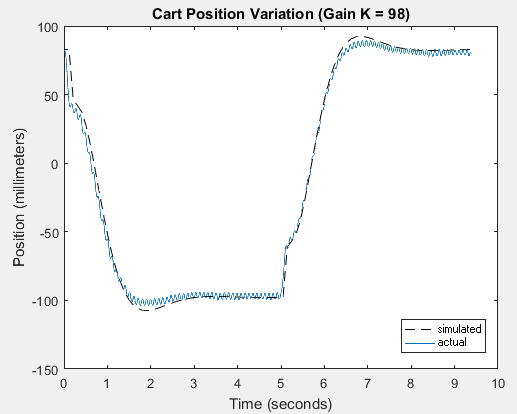 Cart Position Variation (Gain K = 98)
Position (millimeters)
100
50
0
-50
-100
-150
0 1 2 3 4 5 6 7 8 9 10
Time (seconds)
simulated
actual